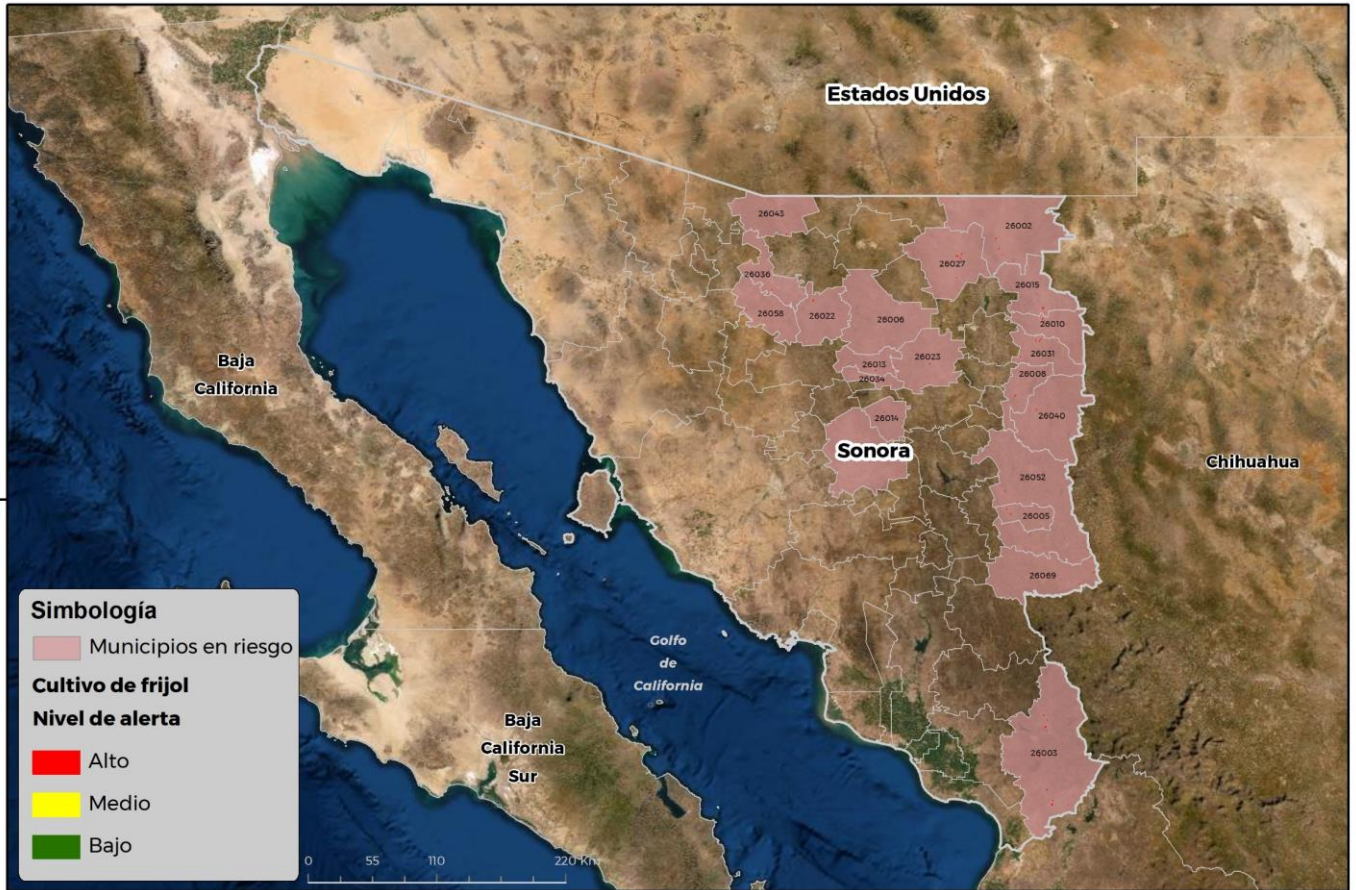 Estados Unidos
26043
26002
26027
26036
26015
26058
26022
26006
26010
26013
26023
26031
26034
26008
26014
26040
Baja
California
Sonora
Chihuahua
26052
26005
26069
Golfo
de
California
Baja
California
Sur
26003
Simbología
Municipios en riesgo
Cultivo de frijol
Nivel de alerta
Alto
Medio
Bajo
0 55 110 220 Km